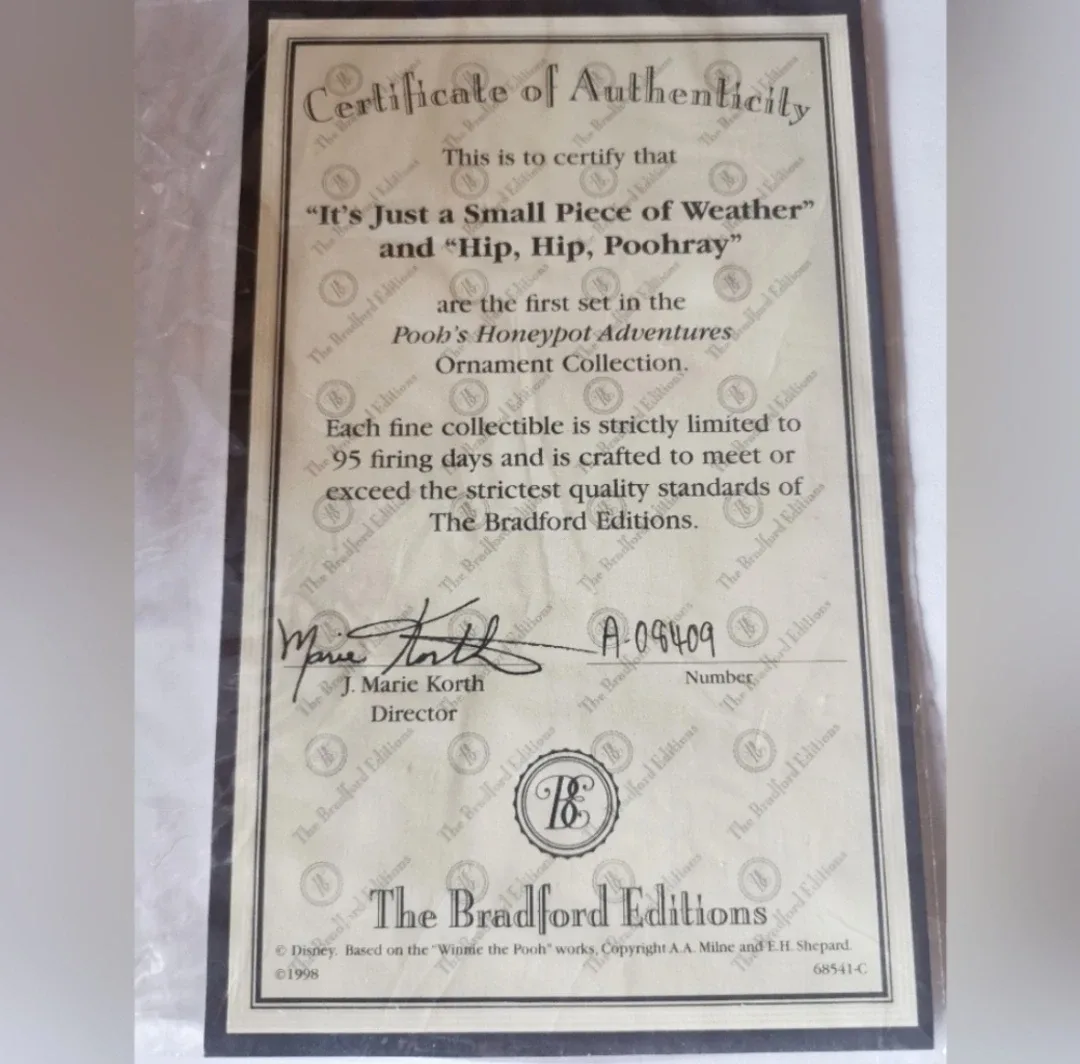 Certificate of Authenticity
This is to certify that
“It’s Just a Small Piece of Weather”
and “Hip, Hip, Poohray”
are the first set in the
Pooh’s Honeypot Adventures
Ornament Collection.
Each fine collectible is strictly limited to
95 firing days and is crafted to meet or
exceed the strictest quality standards of
The Bradford Editions.
Marie Korth
A-08409
J. Marie Korth
Number
Director
BE
The Bradford Editions
© Disney. Based on the "Winnie the Pooh" works, Copyright A.A. Milne and E.H. Shepard.
©1998
68541-C